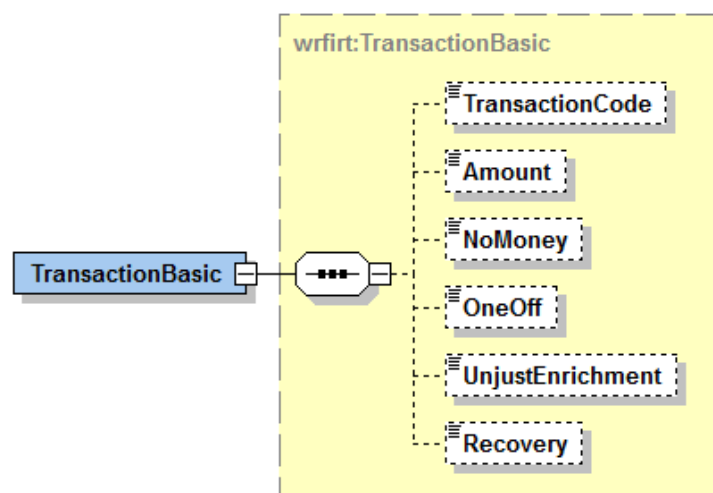 wrfirt:TransactionBasic
TransactionCode
Amount
NoMoney
TransactionBasic
OneOff
UnjustEnrichment
Recovery